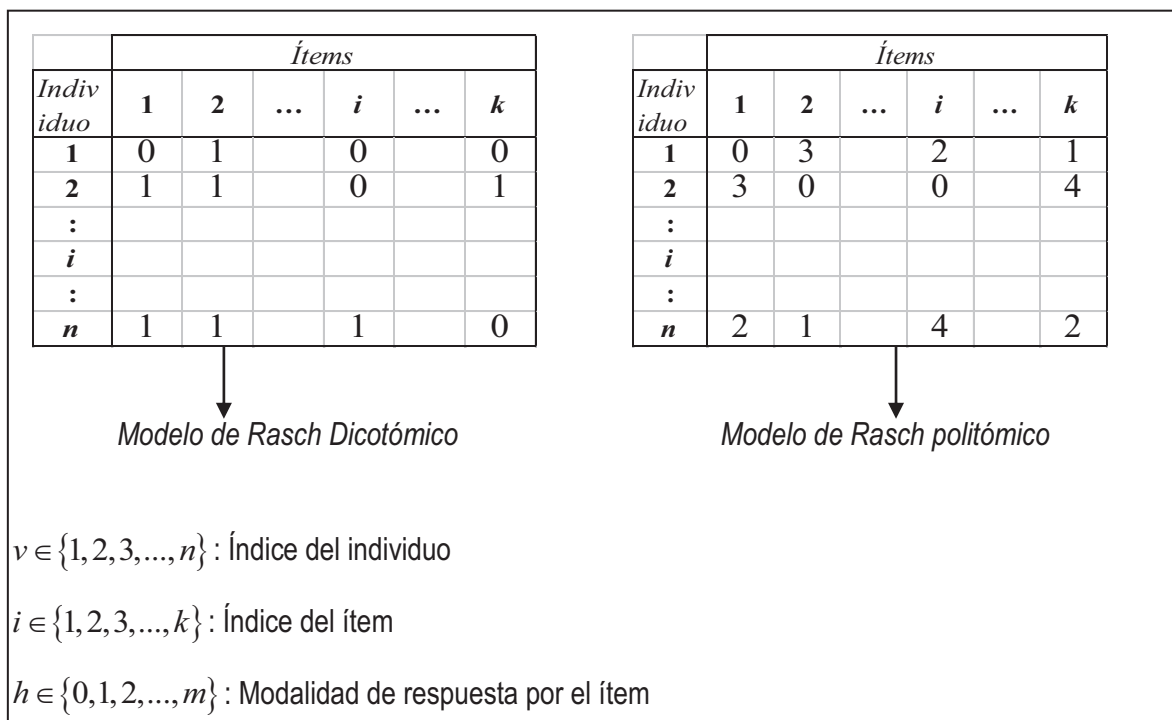 Ítems
Indiv
iduo 1 2 ... i ... k
1 0 1 0 0
2 1 1 0 1
:
i
:
n 1 1 1 0
Modelo de Rasch Dicotómico
Ítems
Indiv
iduo 1 2 ... i ... k
1 0 3 2 1
2 3 0 0 4
:
i
:
n 2 1 4 2
Modelo de Rasch politómico
v ∈ {1, 2, 3, ..., n} : Índice del individuo
i ∈ {1, 2, 3, ..., k} : Índice del ítem
h ∈ {0, 1, 2, ..., m} : Modalidad de respuesta por el ítem